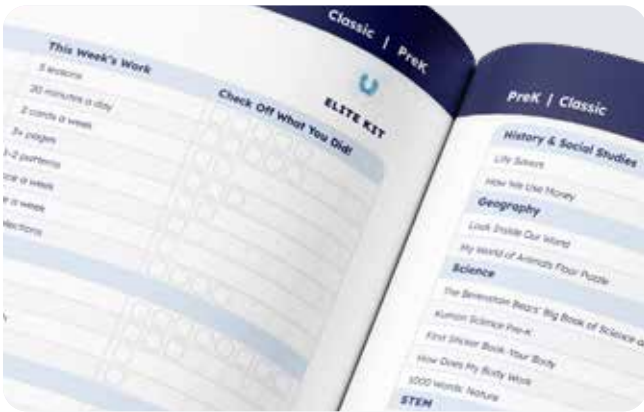 Classic | PreK
ELITE KIT
This Week's Work
Check Off What You Did!
5 lessons
20 minutes a day
2 cards a week
3+ pages
1-2 patterns
a week
a week
PreK | Classic
History & Social Studies
Lily Savers
How We Use Money
Geography
Look Inside Our World
My World of Animals Floor Puzzle
Science
The Berenstain Bears' Big Book of Science
Kumon Science Pre-K
First Sticker Book: Your Body
How Does My Body Work
1000 Words: Nature
STEM